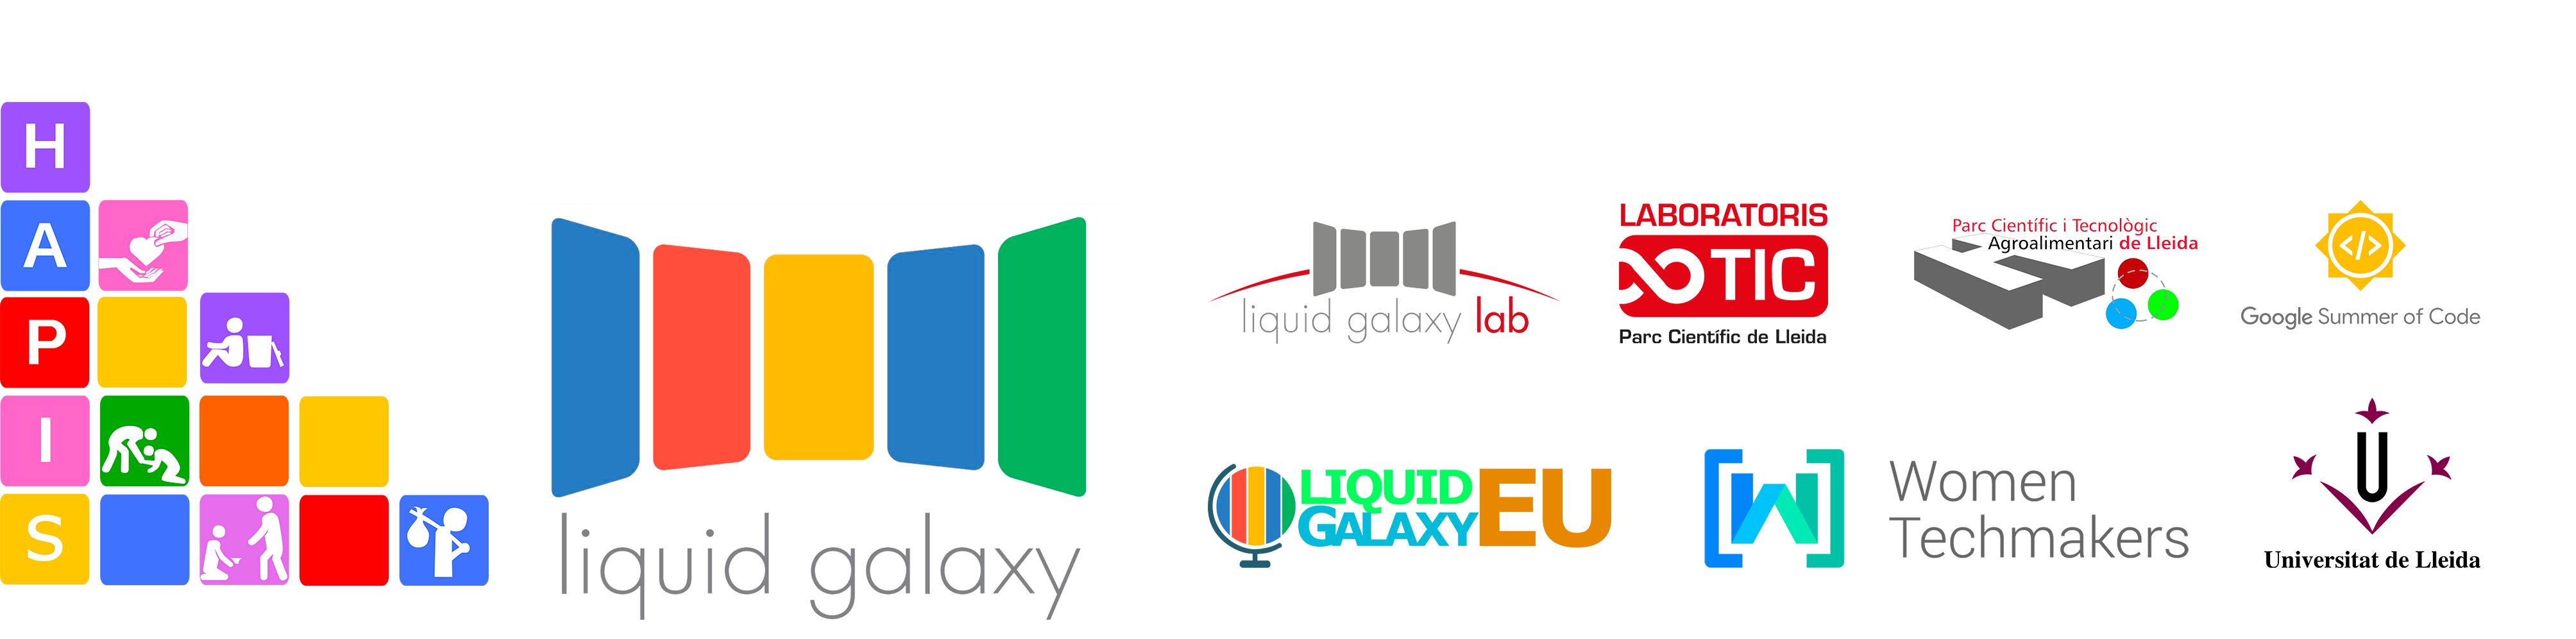 H
A
P
I
S
liquid galaxy
liquid galaxy lab
LABORATORIS
TIC
Parc Científic de Lleida
Parc Científic i Tecnològic
Agroalimentari de Lleida
</>
Google Summer of Code
LIQUID
GALAXY
EU
W
Women
Techmakers
U
Universitat de Lleida